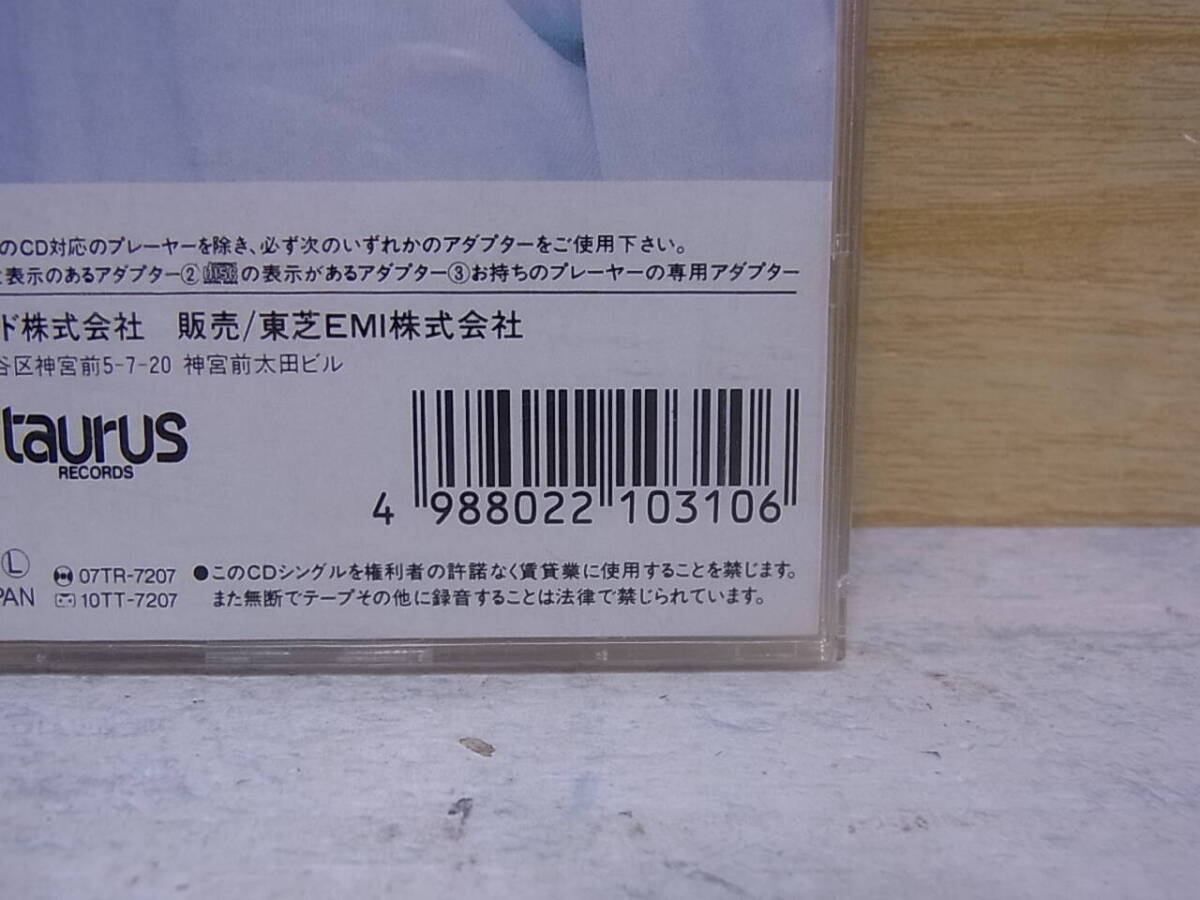 のCD対応のプレーヤーを除き、必ず次のいずれかのアダプターをご使用下さい。
表示のあるアダプター②discの表示があるアダプター③お持ちのプレーヤーの専用アダプター
ド株式会社 販売/東芝EMI株式会社
谷区神宮前5-7-20 神宮前太田ビル
taurus
RECORDS
4 988022 103106
L 07TR-7207 ●このCDシングルを権利者の許諾なく賃貸業に使用することを禁じます。
PAN 10TT-7207 また無断でテープその他に録音することは法律で禁じられています。